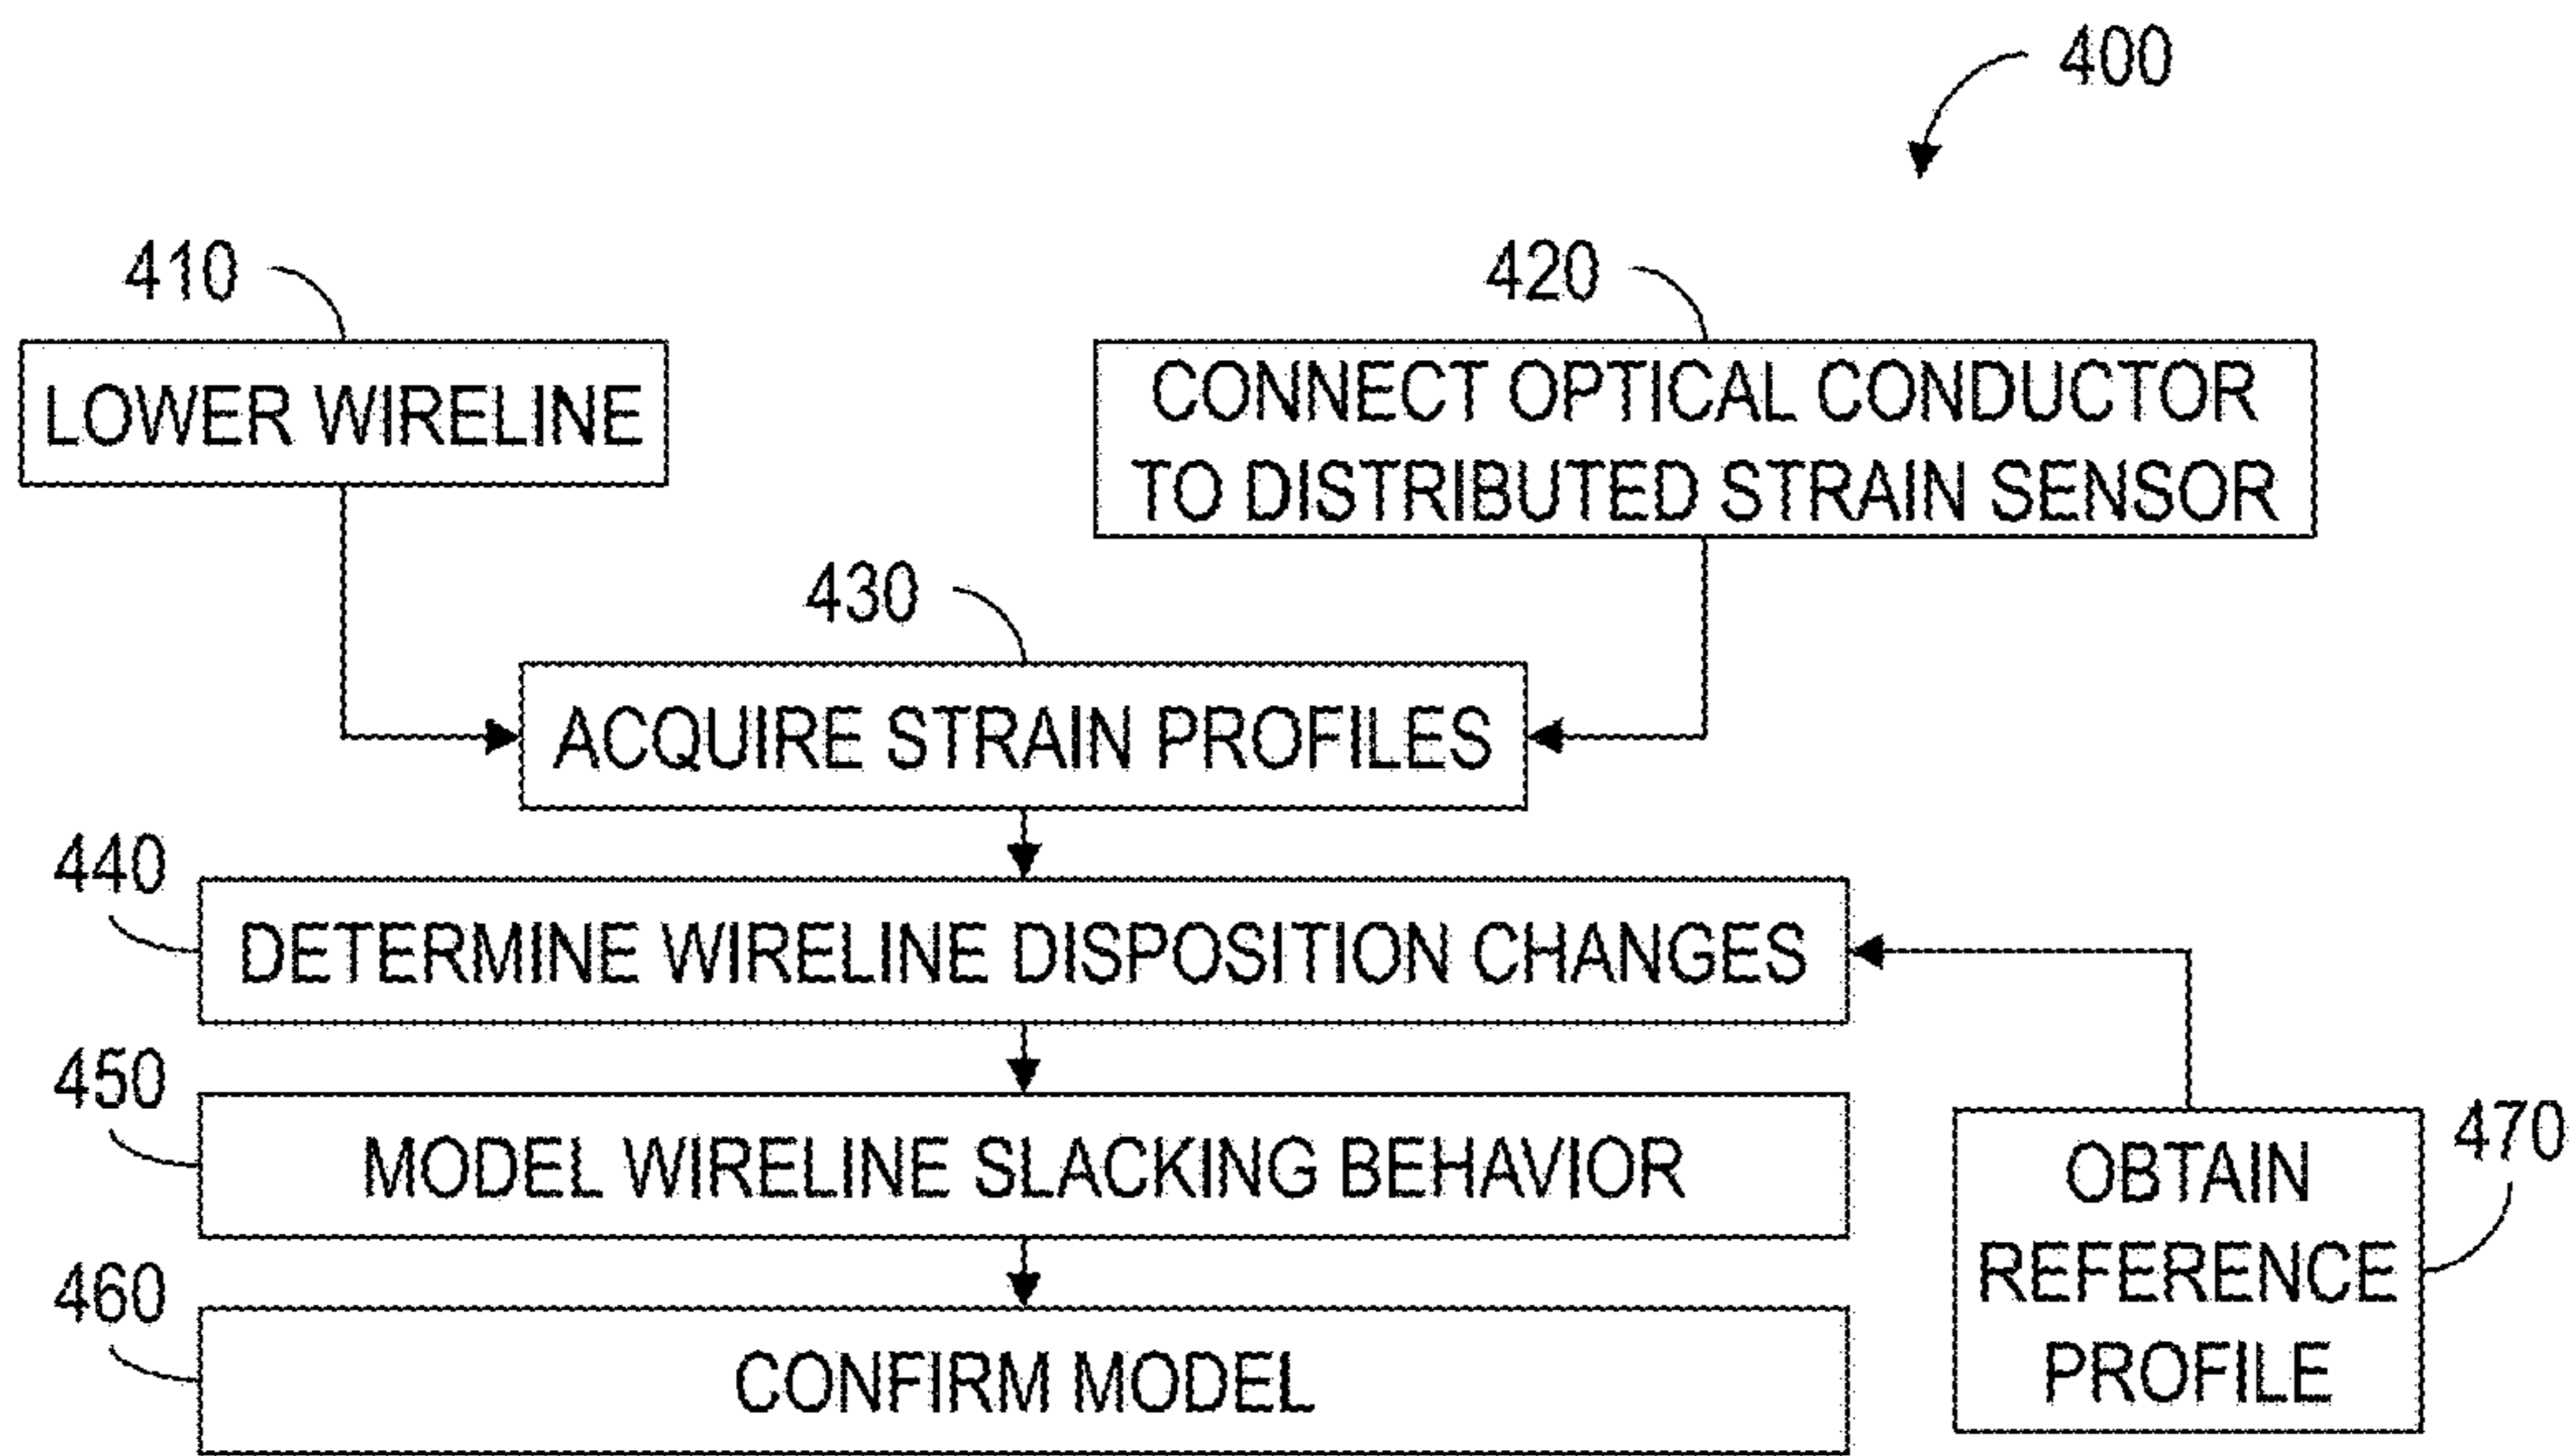 400
410
LOWER WIRELINE
420
CONNECT OPTICAL CONDUCTOR
TO DISTRIBUTED STRAIN SENSOR
430
ACQUIRE STRAIN PROFILES
440
DETERMINE WIRELINE DISPOSITION CHANGES
450
MODEL WIRELINE SLACKING BEHAVIOR
460
CONFIRM MODEL
470
OBTAIN
REFERENCE
PROFILE